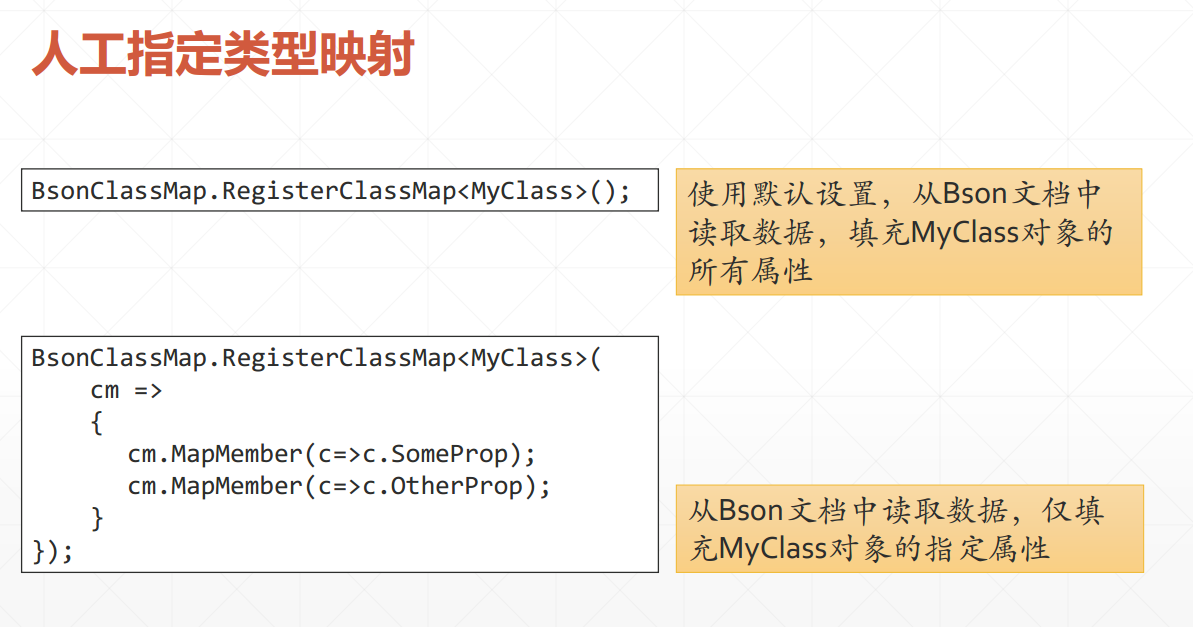 人工指定类型映射
BsonClassMap.RegisterClassMap<MyClass>();
使用默认设置，从Bson文档中
读取数据，填充MyClass对象的
所有属性
BsonClassMap.RegisterClassMap<MyClass>(
cm =>
{
cm.MapMember(c=>c.SomeProp);
cm.MapMember(c=>c.OtherProp);
}
});
从Bson文档中读取数据，仅填
充MyClass对象的指定属性